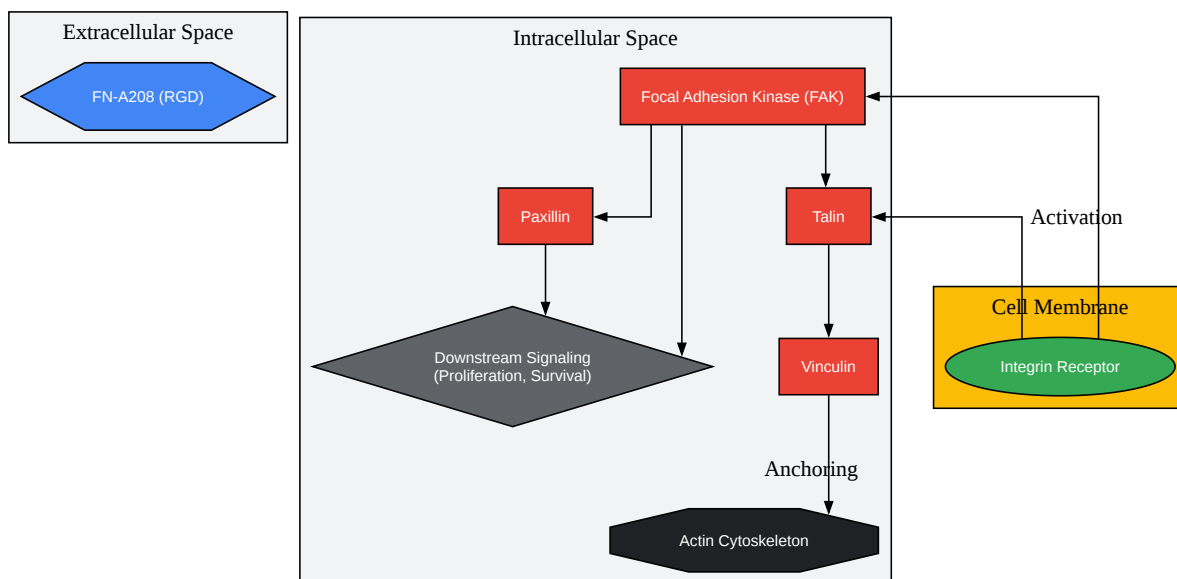 Extracellular Space
FN-A208 (RGD)
Intracellular Space
Focal Adhesion Kinase (FAK)
Paxillin
Talin
Activation
Cell Membrane
Downstream Signaling
(Proliferation, Survival)
Vinculin
Integrin Receptor
Anchoring
Actin Cytoskeleton